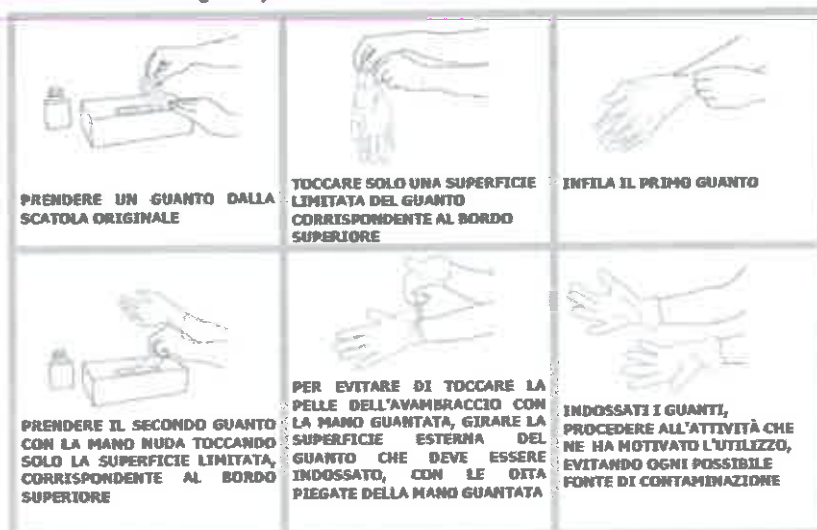 PRENDERE UN GUANTO DALLA
SCATOLA ORIGINALE
TOCCARE SOLO UNA SUPERFICIE
LIMITATA DEL GUANTO
CORRISPONDENTE AL BORDO
SUPERIORE
INFILA IL PRIMO GUANTO
PRENDERE IL SECONDO GUANTO
CON LA MANO NUDA TOCCANDO
SOLO LA SUPERFICIE LIMITATA,
CORRISPONDENTE AL BORDO
SUPERIORE
PER EVITARE DI TOCCARE LA
PELLE DELL'AVAMBRACCIO CON
LA MANO GUANTATA, GIRARE LA
SUPERFICIE ESTERNA DEL
GUANTO CHE DEVE ESSERE
INDOSSATO, CON LE DITA
PIEGATE DELLA MANO GUANTATA
INDOSSATI I GUANTI,
PROCEDERE ALL'ATTIVITÀ CHE
NE HA MOTIVATO L'UTILIZZO,
EVITANDO OGNI POSSIBILE
FONTE DI CONTAMINAZIONE